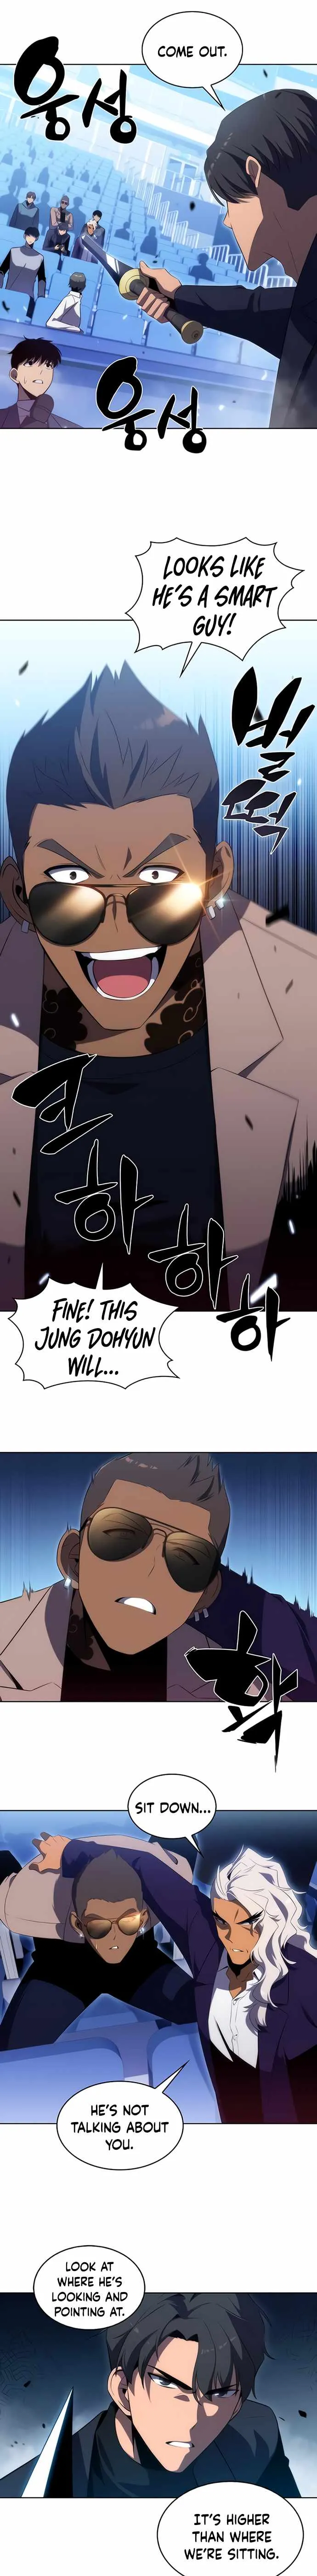 COME OUT.
웅성
웅성
LOOKS LIKE
HE'S A SMART
GUY!
벌떡
크하하하
FINE! THIS
JUNG DOHYUN
WILL...
확
SIT DOWN...
HE'S NOT
TALKING ABOUT
YOU.
LOOK AT
WHERE HE'S
LOOKING AND
POINTING AT.
IT'S HIGHER
THAN WHERE
WE'RE SITTING.